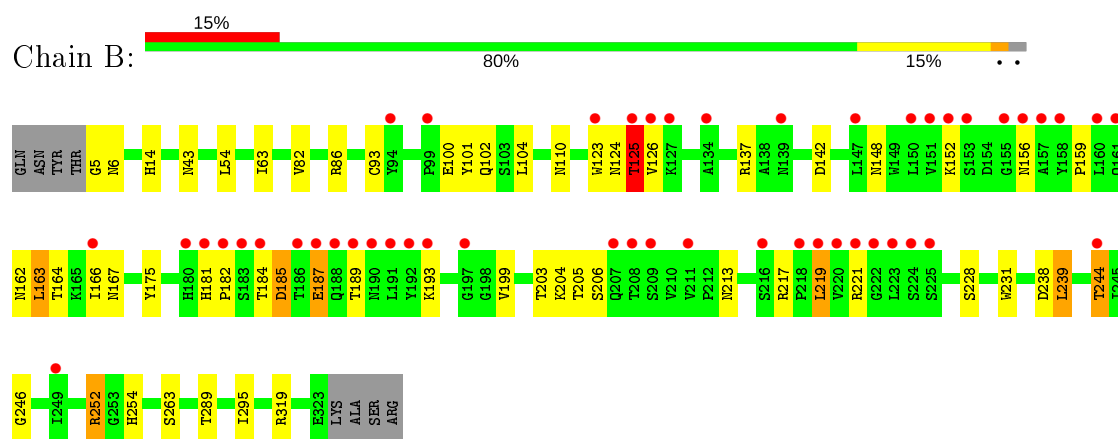 15%
Chain B:
80% 15% • •
GLN ASN TYR THR G5 N6 H14 N43 L54 I63 V82 R86 C93 Y94 P99 E100 E101 Q102 S103 L104 N110 W123 N124 T125 V126 K127 A134 R137 A138 N139 D142 L147 N148 W149 L150 V151 K152 S153 D154 G155 N156 A157 Y158 P159 L160 Q161
N162 L163 T164 K165 I166 N167 Y175 H180 H181 P182 S183 T184 D185 T186 E187 Q188 T189 N190 L191 Y192 K193 G197 G198 V199 T203 K204 T205 S206 Q207 T208 S209 V210 V211 P212 N213 S216 R217 P218 L219 V220 R221 G222 L223 S224 S225 S228 W231 D238 L239 T244 I245
G246 I249 R252 G253 H254 S263 T289 I295 R319 E323 LYS ALA SER ARG